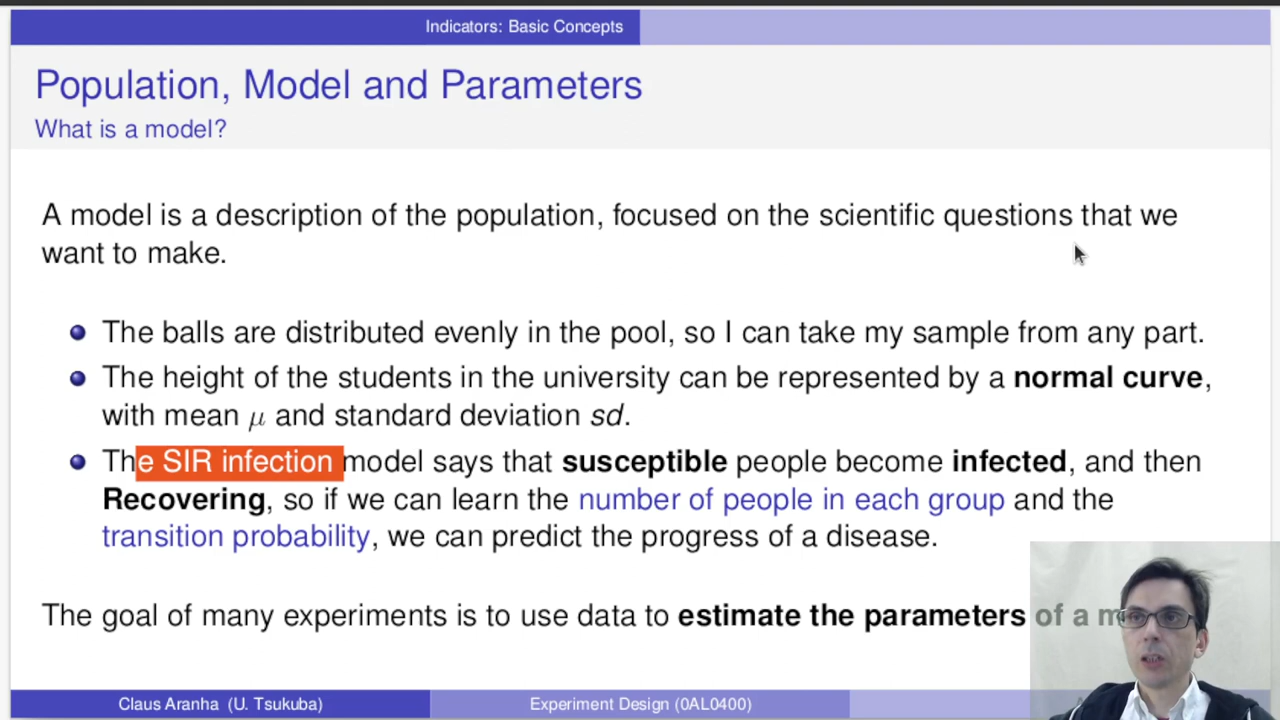 Indicators: Basic Concepts
Population, Model and Parameters
What is a model?
A model is a description of the population, focused on the scientific questions that we
want to make.
The balls are distributed evenly in the pool, so I can take my sample from any part.
The height of the students in the university can be represented by a normal curve,
with mean μ and standard deviation sd.
The SIR infection model says that susceptible people become infected, and then
Recovering, so if we can learn the number of people in each group and the
transition probability, we can predict the progress of a disease.
The goal of many experiments is to use data to estimate the parameters of a
Claus Aranha (U. Tsukuba)
Experiment Design (0AL0400)